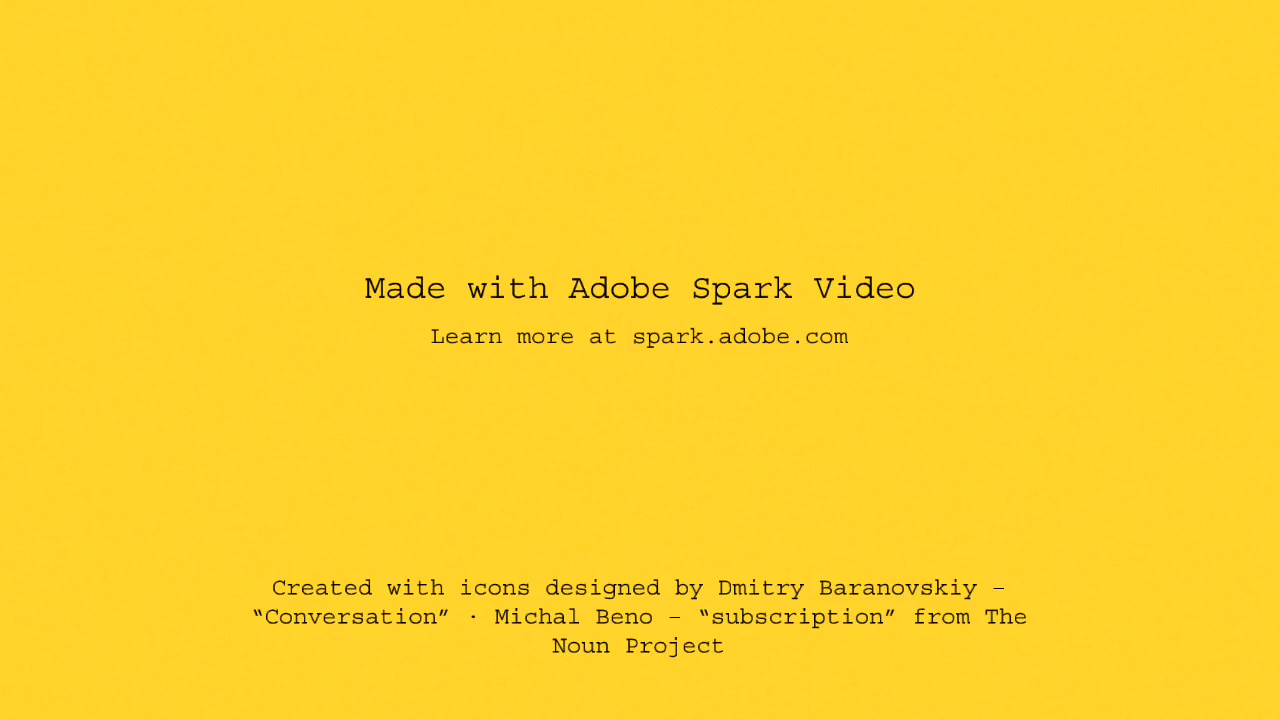 Made with Adobe Spark Video
Learn more at spark.adobe.com
Created with icons designed by Dmitry Baranovskiy –
“Conversation” · Michal Beno – “subscription” from The
Noun Project